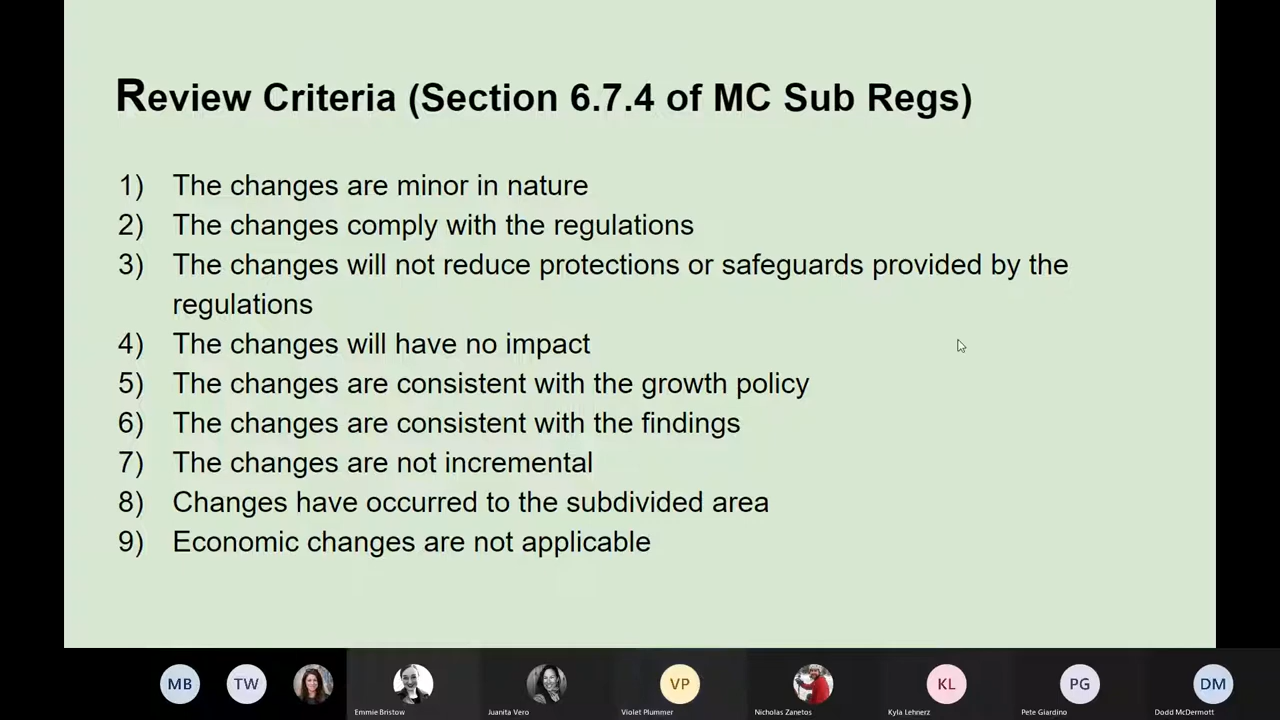 Review Criteria (Section 6.7.4 of MC Sub Regs)
1) The changes are minor in nature
2) The changes comply with the regulations
3) The changes will not reduce protections or safeguards provided by the
regulations
4) The changes will have no impact
5) The changes are consistent with the growth policy
6) The changes are consistent with the findings
7) The changes are not incremental
8) Changes have occurred to the subdivided area
9) Economic changes are not applicable
MB TW VP KL PG DM
Emmie Bristow Juanita Vero Violet Plummer Nicholas Zanetos Kyla Lehnerz Pete Giardino Dodd McDermott